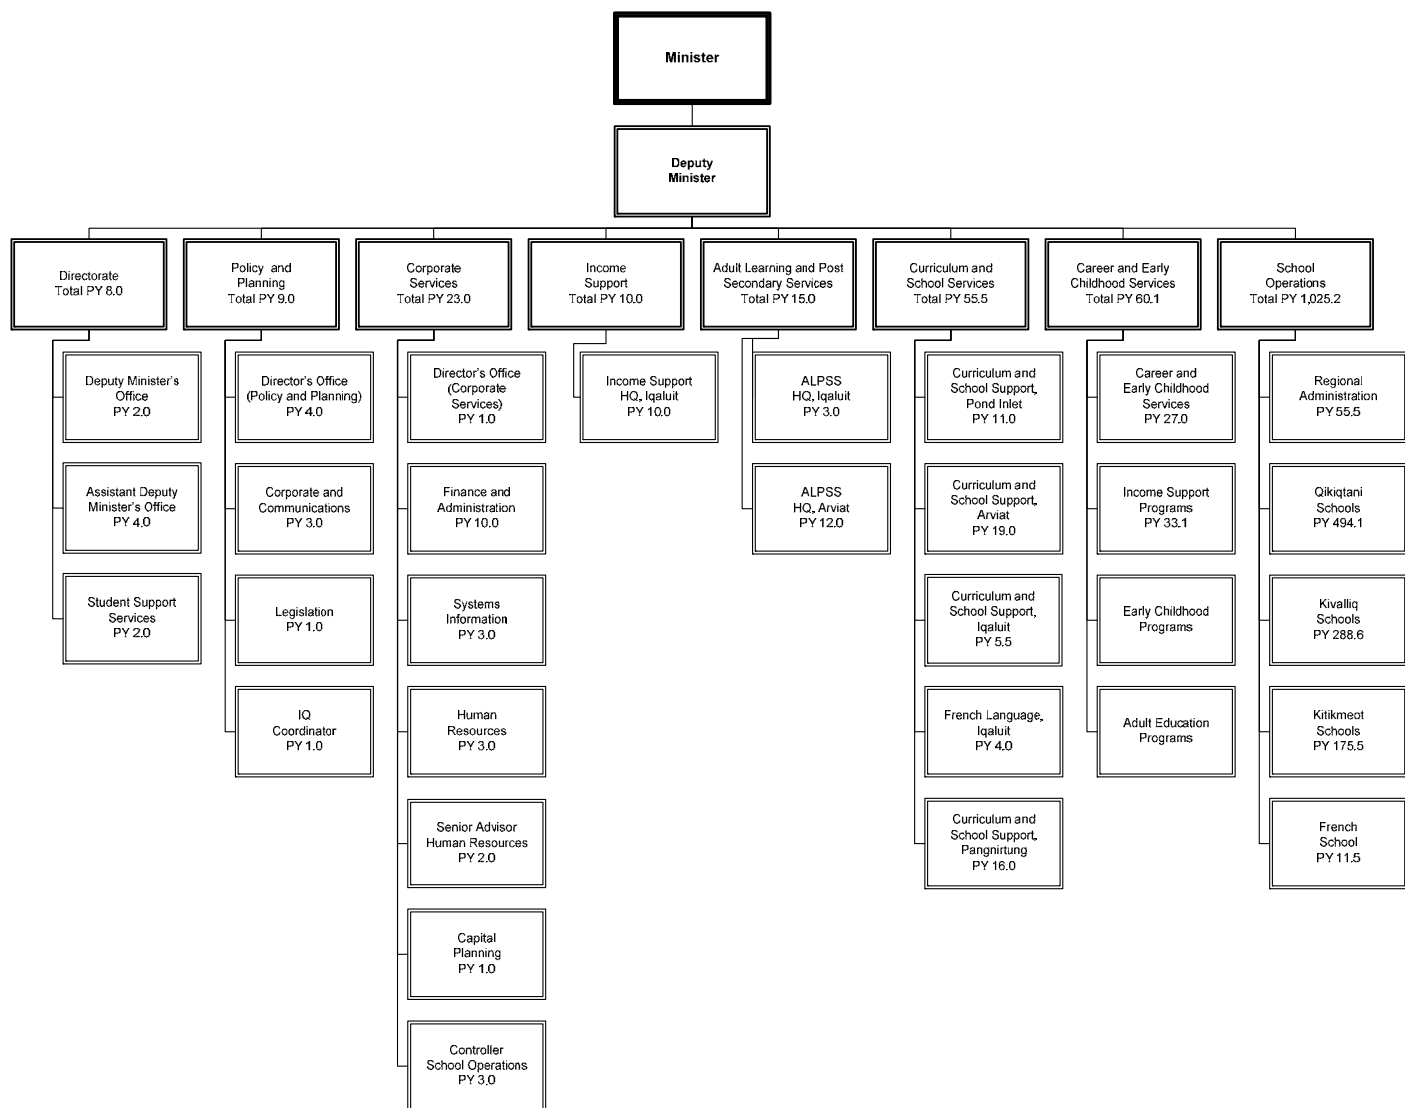 Minister
Deputy
Minister
Directorate
Total PY 8.0
Policy and
Planning
Total PY 9.0
Corporate
Services
Total PY 23.0
Income
Support
Total PY 10.0
Adult Learning and Post
Secondary Services
Total PY 15.0
Curriculum and
School Services
Total PY 55.5
Career and Early
Childhood Services
Total PY 60.1
School
Operations
Total PY 1,025.2
Deputy Minister's
Office
PY 2.0
Assistant Deputy
Minister's Office
PY 4.0
Student Support
Services
PY 2.0
Director's Office
(Policy and Planning)
PY 4.0
Corporate and
Communications
PY 3.0
Legislation
PY 1.0
IQ
Coordinator
PY 1.0
Director's Office
(Corporate
Services)
PY 1.0
Finance and
Administration
PY 10.0
Systems
Information
PY 3.0
Human
Resources
PY 3.0
Senior Advisor
Human Resources
PY 2.0
Capital
Planning
PY 1.0
Controller
School Operations
PY 3.0
Income Support
HQ, Iqaluit
PY 10.0
ALPSS
HQ, Iqaluit
PY 3.0
ALPSS
HQ, Arviat
PY 12.0
Curriculum and
School Support,
Pond Inlet
PY 11.0
Curriculum and
School Support,
Arviat
PY 19.0
Curriculum and
School Support,
Iqaluit
PY 5.5
French Language,
Iqaluit
PY 4.0
Curriculum and
School Support,
Pangnirtung
PY 16.0
Career and
Early Childhood
Services
PY 27.0
Income Support
Programs
PY 33.1
Early Childhood
Programs
Adult Education
Programs
Regional
Administration
PY 55.5
Qikiqtani
Schools
PY 494.1
Kivalliq
Schools
PY 288.6
Kitikmeot
Schools
PY 175.5
French
School
PY 11.5